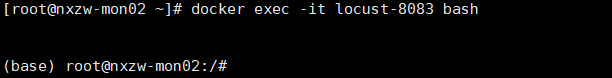 [root@nxzw-mon02 ~]# docker exec -it locust-8083 bash
(base) root@nxzw-mon02:/#